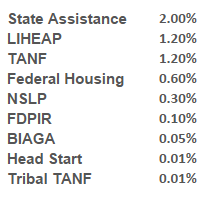 State Assistance 2.00%
LIHEAP 1.20%
TANF 1.20%
Federal Housing 0.60%
NSLP 0.30%
FDPIR 0.10%
BIAGA 0.05%
Head Start 0.01%
Tribal TANF 0.01%